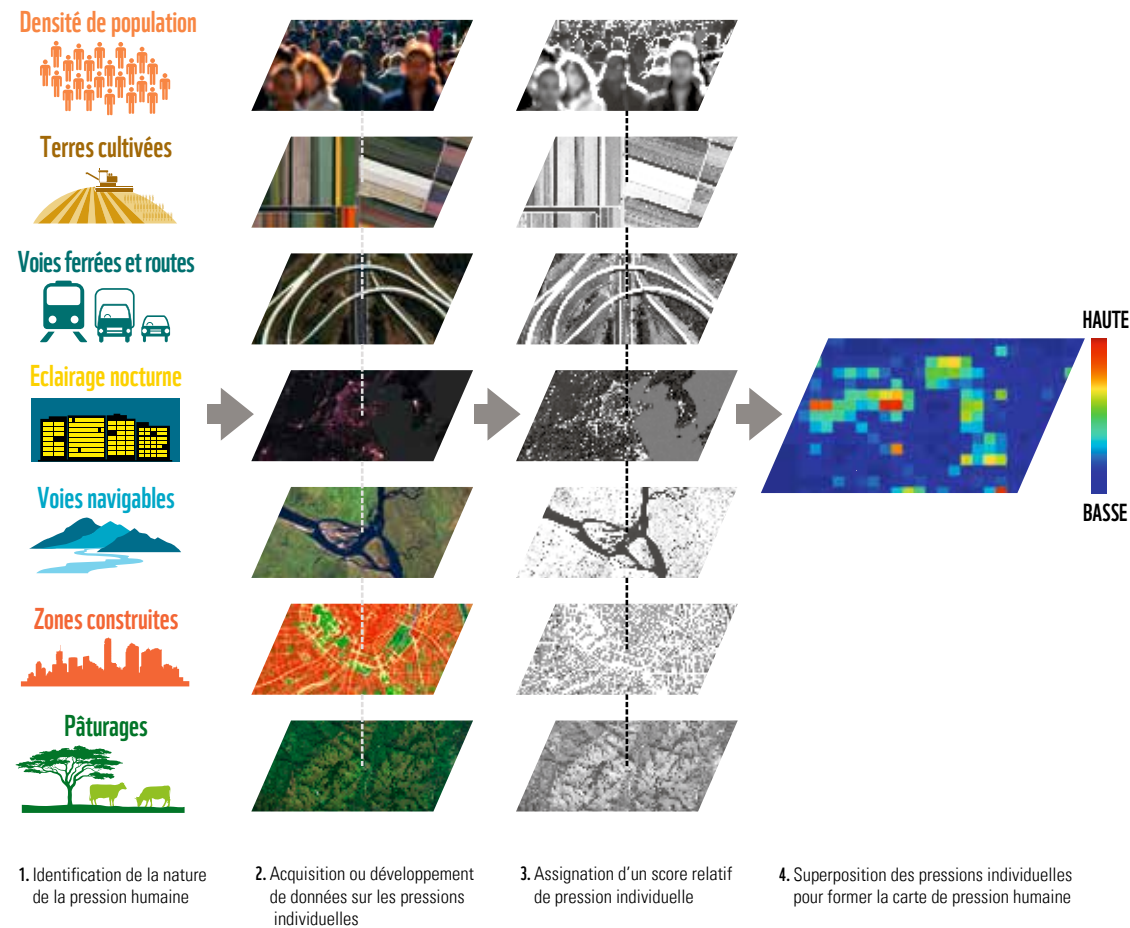 Densité de population
Terres cultivées
Voies ferrées et routes
Eclairage nocturne
Voies navigables
Zones construites
Pâturages
HAUTE
BASSE
1. Identification de la nature
de la pression humaine
2. Acquisition ou développement
de données sur les pressions
individuelles
3. Assignation d'un score relatif
de pression individuelle
4. Superposition des pressions individuelles
pour former la carte de pression humaine